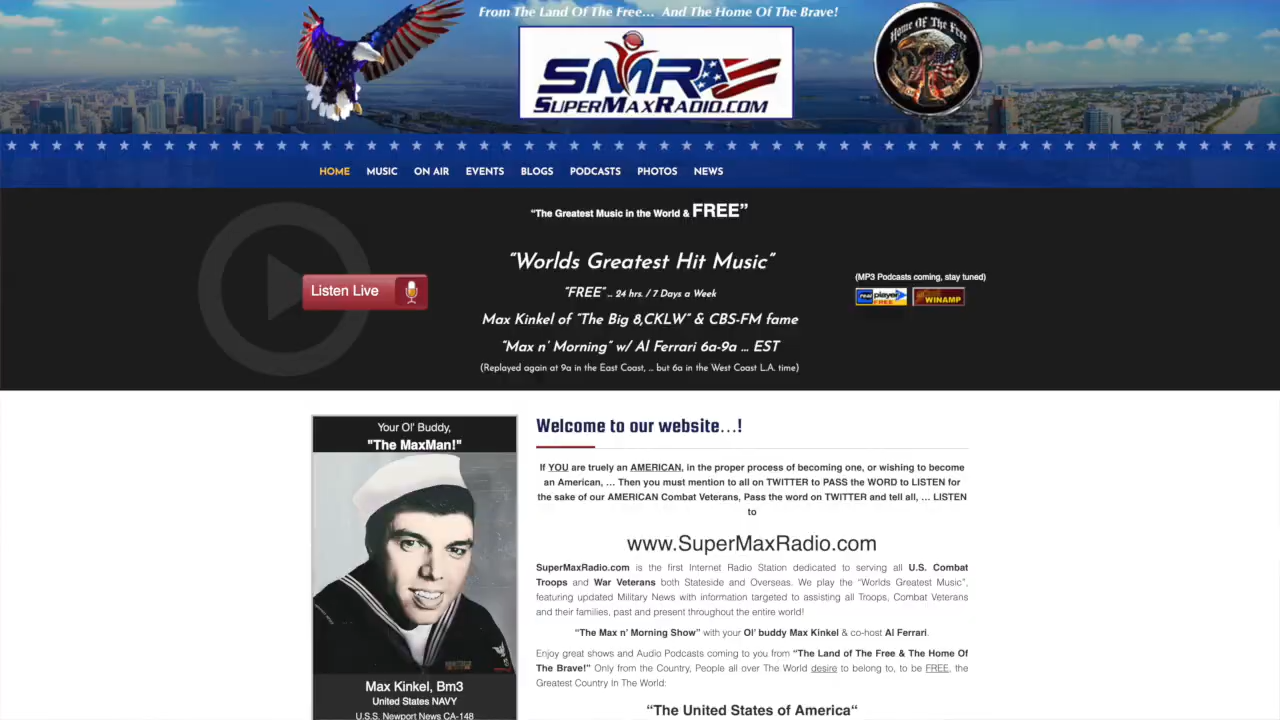 From The Land Of The Free... And The Home Of The Brave!
Home Of The Free
SMR
SUPERMAXRADIO.COM
HOME MUSIC ON AIR EVENTS BLOGS PODCASTS PHOTOS NEWS
“The Greatest Music in the World & FREE”
“Worlds Greatest Hit Music”
“FREE” .. 24 hrs. / 7 Days a Week
Max Kinkel of “The Big 8,CKLW” & CBS-FM fame
“Max n’ Morning” w/ Al Ferrari 6a-9a ... EST
(Replayed again at 9a in the East Coast, ... but 6a in the West Coast L.A. time)
Listen Live
(MP3 Podcasts coming, stay tuned)
real player FREE
WINAMP
Your Ol’ Buddy,
"The MaxMan!"
Max Kinkel, Bm3
United States NAVY
U.S.S. Newport News CA-148
Welcome to our website…!
If YOU are truely an AMERICAN, in the proper process of becoming one, or wishing to become
an American, … Then you must mention to all on TWITTER to PASS the WORD to LISTEN for
the sake of our AMERICAN Combat Veterans, Pass the word on TWITTER and tell all, … LISTEN
to
www.SuperMaxRadio.com
SuperMaxRadio.com is the first Internet Radio Station dedicated to serving all U.S. Combat
Troops and War Veterans both Stateside and Overseas. We play the “Worlds Greatest Music”,
featuring updated Military News with information targeted to assisting all Troops, Combat Veterans
and their families, past and present throughout the entire world!
“The Max n’ Morning Show” with your Ol’ buddy Max Kinkel & co-host Al Ferrari.
Enjoy great shows and Audio Podcasts coming to you from “The Land of The Free & The Home Of
The Brave!” Only from the Country, People all over The World desire to belong to, to be FREE, the
Greatest Country In The World:
“The United States of America“